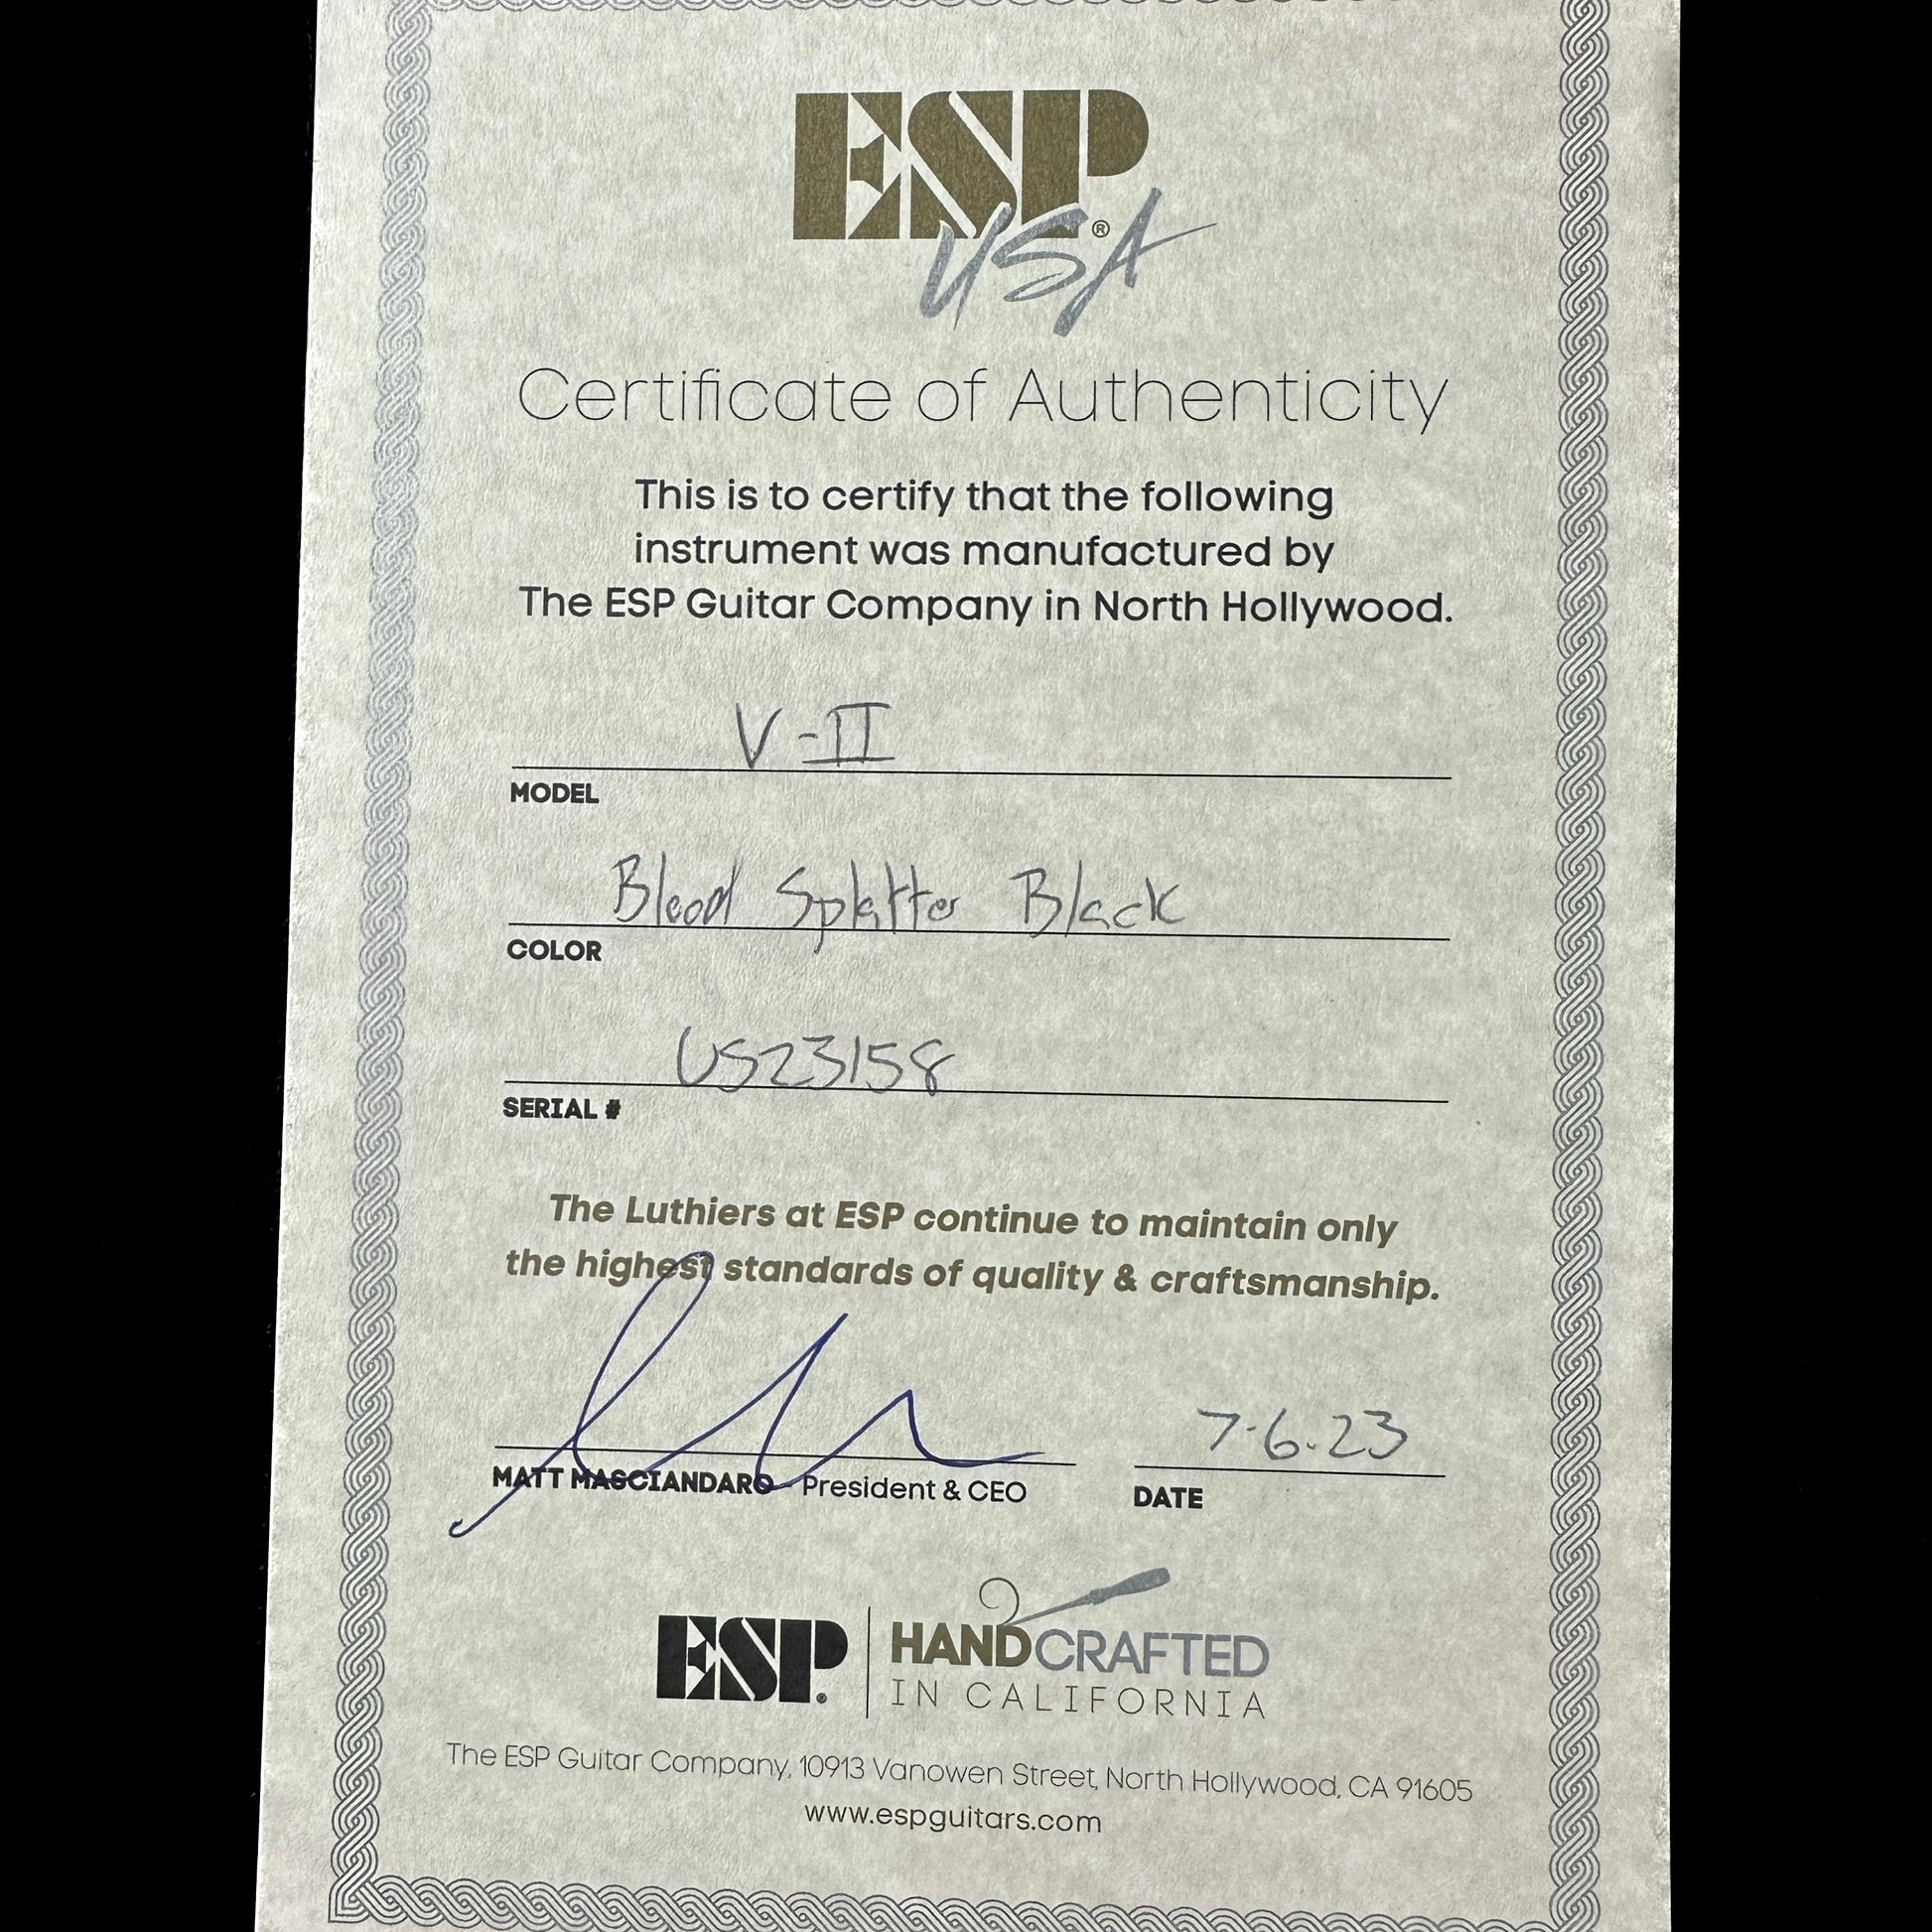 ESP®
USA
Certificate of Authenticity
This is to certify that the following
instrument was manufactured by
The ESP Guitar Company in North Hollywood.
V-II
MODEL
Blood Splatter Black
COLOR
US23158
SERIAL #
The Luthiers at ESP continue to maintain only
the highest standards of quality & craftsmanship.
7-6-23
MATT MASCIANDARO - President & CEO
DATE
ESP®
HANDCRAFTED
IN CALIFORNIA
The ESP Guitar Company, 10913 Vanowen Street, North Hollywood, CA 91605
www.espguitars.com